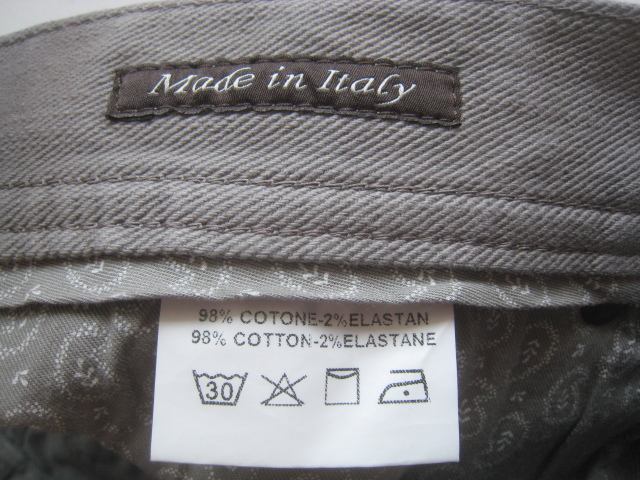 Made in Italy
98% COTONE-2%ELASTAN
98% COTTON-2%ELASTANE
30